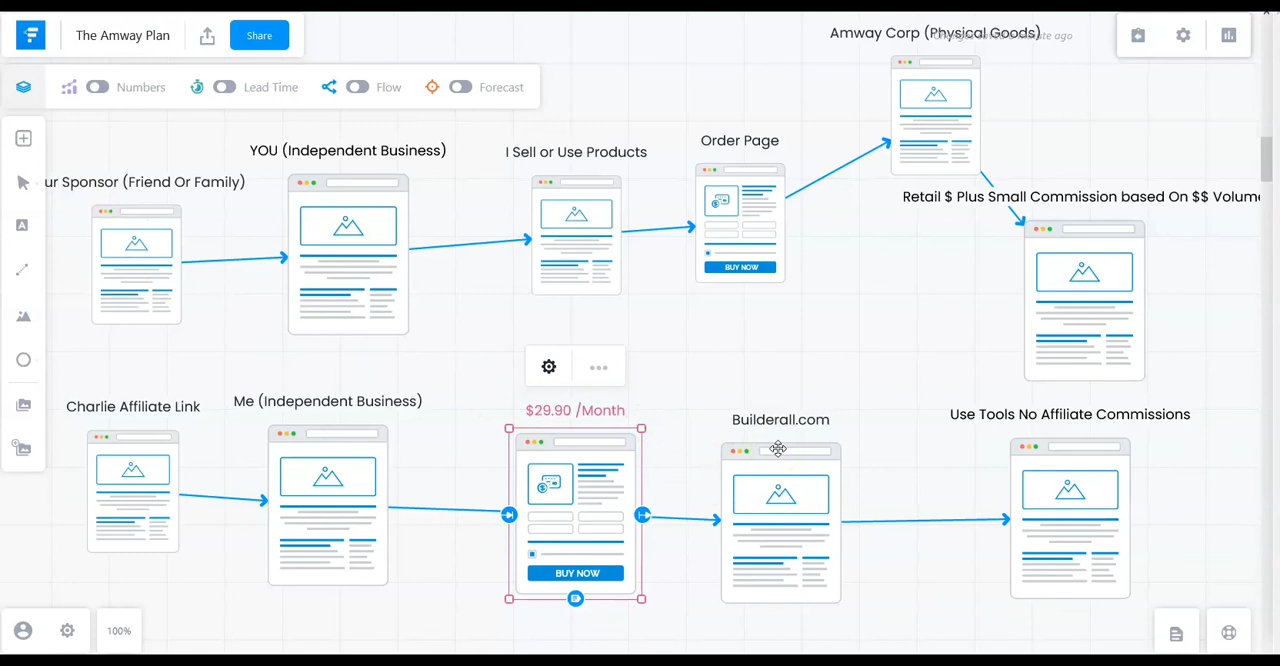 The Amway Plan
Share
Amway Corp (Physical Goods)
Numbers
Lead Time
Flow
Forecast
YOU (Independent Business)
I Sell or Use Products
Order Page
ur Sponsor (Friend Or Family)
Retail $ Plus Small Commission based On $$ Volume
BUY NOW
$29.90 /Month
Charlie Affiliate Link
Me (Independent Business)
Builderall.com
Use Tools No Affiliate Commissions
BUY NOW
100%